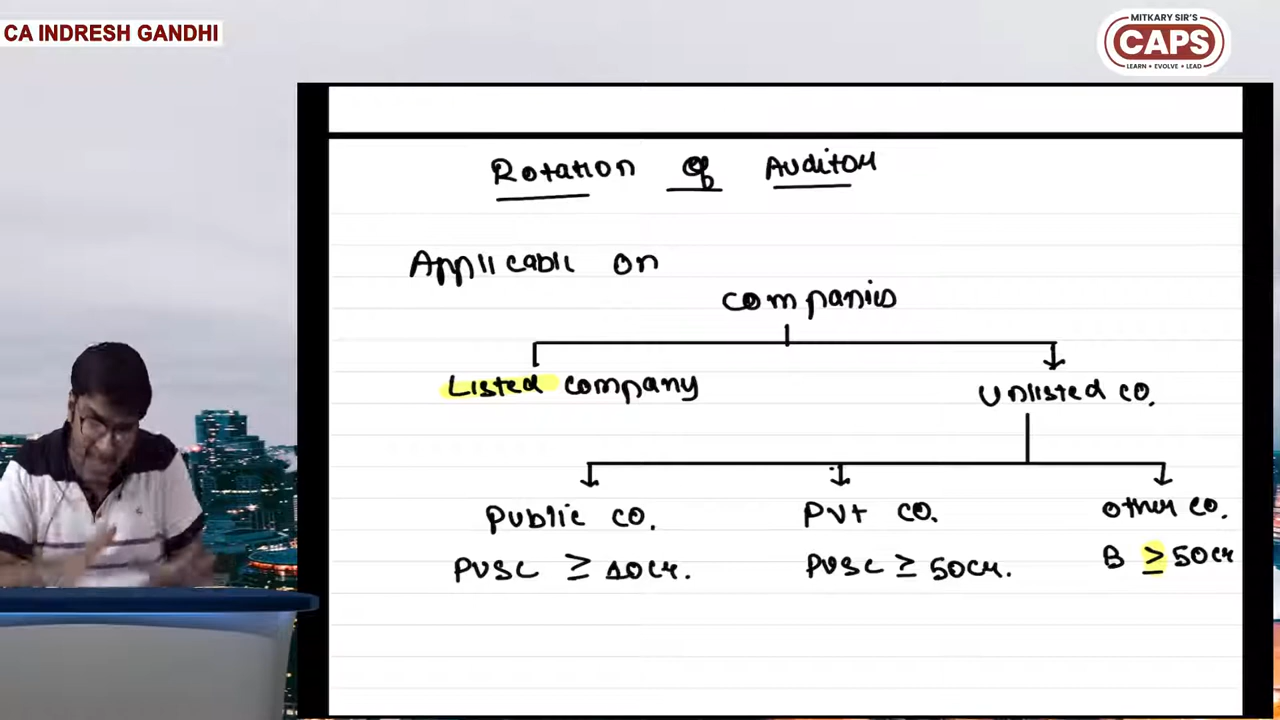 CA INDRESH GANDHI
MITKARY SIR'S
CAPS
LEARN • EVOLVE • LEAD
Rotation of Auditor
Applicable on
companies
Listed company
Unlisted co.
Public co.
Pvt co.
Other co.
PUSC ≥ 10cr.
PUSC ≥ 50cr.
B ≥ 50cr